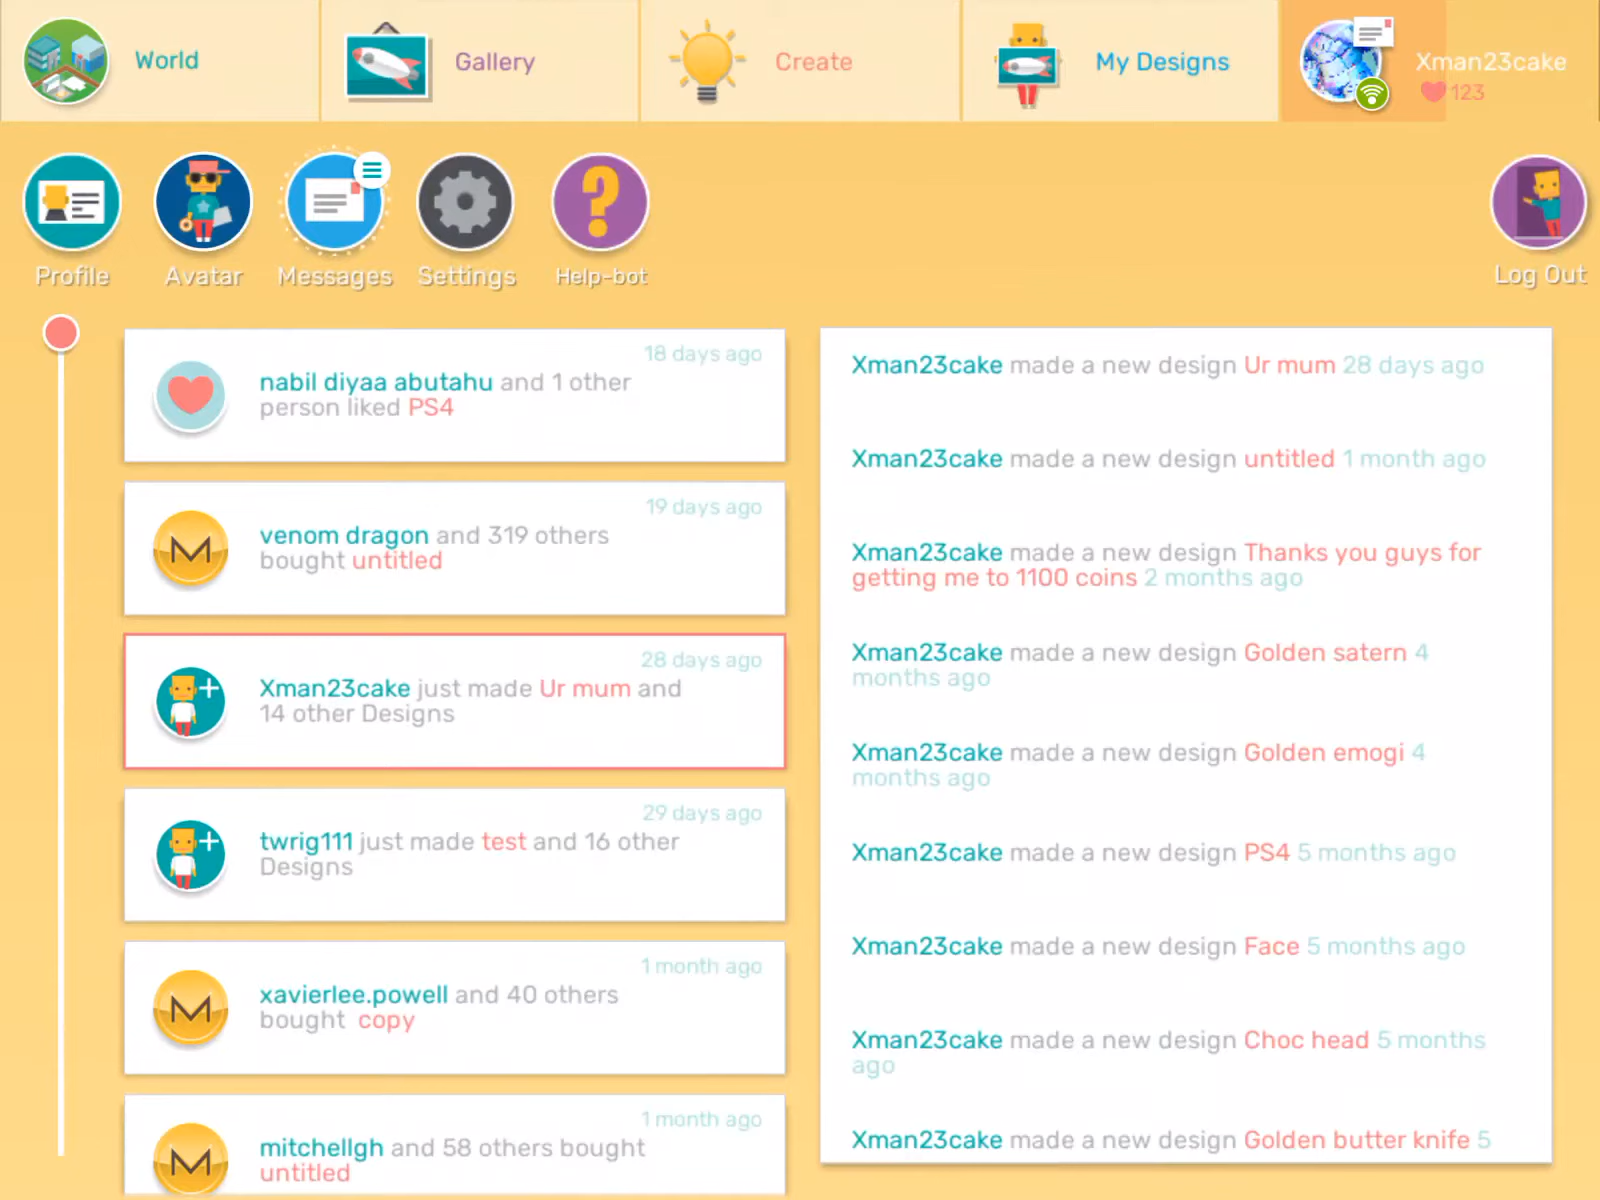 World
Gallery
Create
My Designs
Xman23cake
123
Profile
Avatar
Messages
Settings
Help-bot
Log Out
18 days ago
nabil diyaa abutahu and 1 other
person liked PS4
19 days ago
venom dragon and 319 others
bought untitled
28 days ago
Xman23cake just made Ur mum and
14 other Designs
29 days ago
twrig111 just made test and 16 other
Designs
1 month ago
xavierlee.powell and 40 others
bought copy
1 month ago
mitchellgh and 58 others bought
untitled
Xman23cake made a new design Ur mum 28 days ago
Xman23cake made a new design untitled 1 month ago
Xman23cake made a new design Thanks you guys for
getting me to 1100 coins 2 months ago
Xman23cake made a new design Golden satern 4
months ago
Xman23cake made a new design Golden emogi 4
months ago
Xman23cake made a new design PS4 5 months ago
Xman23cake made a new design Face 5 months ago
Xman23cake made a new design Choc head 5 months
ago
Xman23cake made a new design Golden butter knife 5